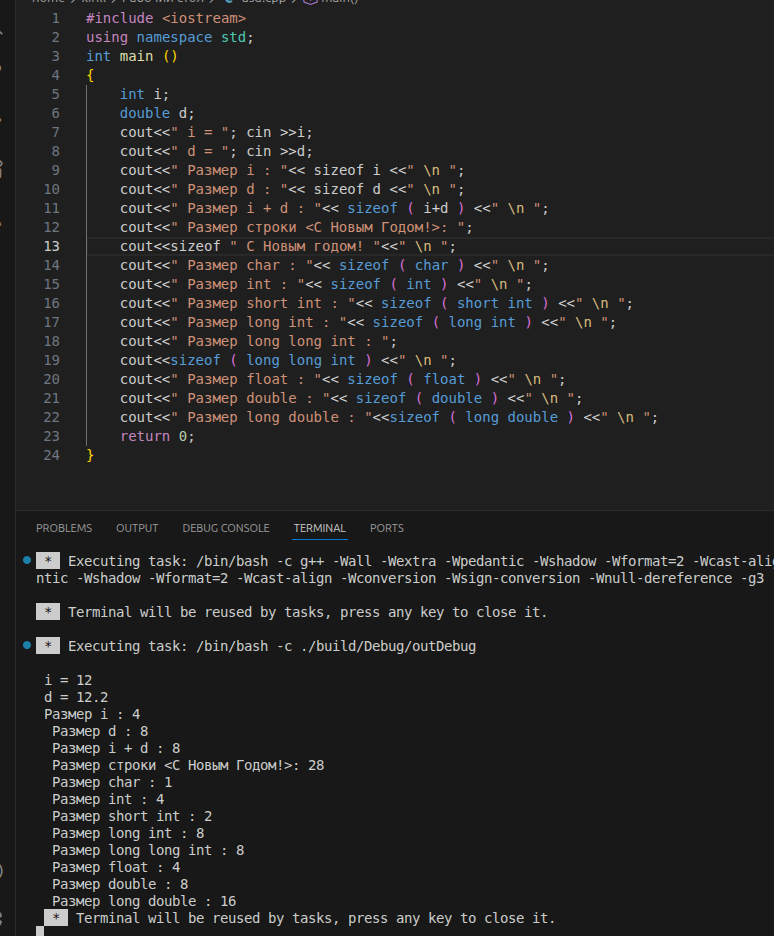 1 #include <iostream>
2 using namespace std;
3 int main ()
4 {
5 int i;
6 double d;
7 cout<<" i = "; cin >>i;
8 cout<<" d = "; cin >>d;
9 cout<<" Размер i : "<< sizeof i <<" \n ";
10 cout<<" Размер d : "<< sizeof d <<" \n ";
11 cout<<" Размер i + d : "<< sizeof ( i+d ) <<" \n ";
12 cout<<" Размер строки <С Новым Годом!>: ";
13 cout<<sizeof " С Новым годом! "<<" \n ";
14 cout<<" Размер char : "<< sizeof ( char ) <<" \n ";
15 cout<<" Размер int : "<< sizeof ( int ) <<" \n ";
16 cout<<" Размер short int : "<< sizeof ( short int ) <<" \n ";
17 cout<<" Размер long int : "<< sizeof ( long int ) <<" \n ";
18 cout<<" Размер long long int : ";
19 cout<<sizeof ( long long int ) <<" \n ";
20 cout<<" Размер float : "<< sizeof ( float ) <<" \n ";
21 cout<<" Размер double : "<< sizeof ( double ) <<" \n ";
22 cout<<" Размер long double : "<<sizeof ( long double ) <<" \n ";
23 return 0;
24 }
PROBLEMS OUTPUT DEBUG CONSOLE TERMINAL PORTS
* Executing task: /bin/bash -c g++ -Wall -Wextra -Wpedantic -Wshadow -Wformat=2 -Wcast-alig
ntic -Wshadow -Wformat=2 -Wcast-align -Wconversion -Wsign-conversion -Wnull-dereference -g3
* Terminal will be reused by tasks, press any key to close it.
* Executing task: /bin/bash -c ./build/Debug/outDebug
i = 12
d = 12.2
Размер i : 4
Размер d : 8
Размер i + d : 8
Размер строки <С Новым Годом!>: 28
Размер char : 1
Размер int : 4
Размер short int : 2
Размер long int : 8
Размер long long int : 8
Размер float : 4
Размер double : 8
Размер long double : 16
* Terminal will be reused by tasks, press any key to close it.